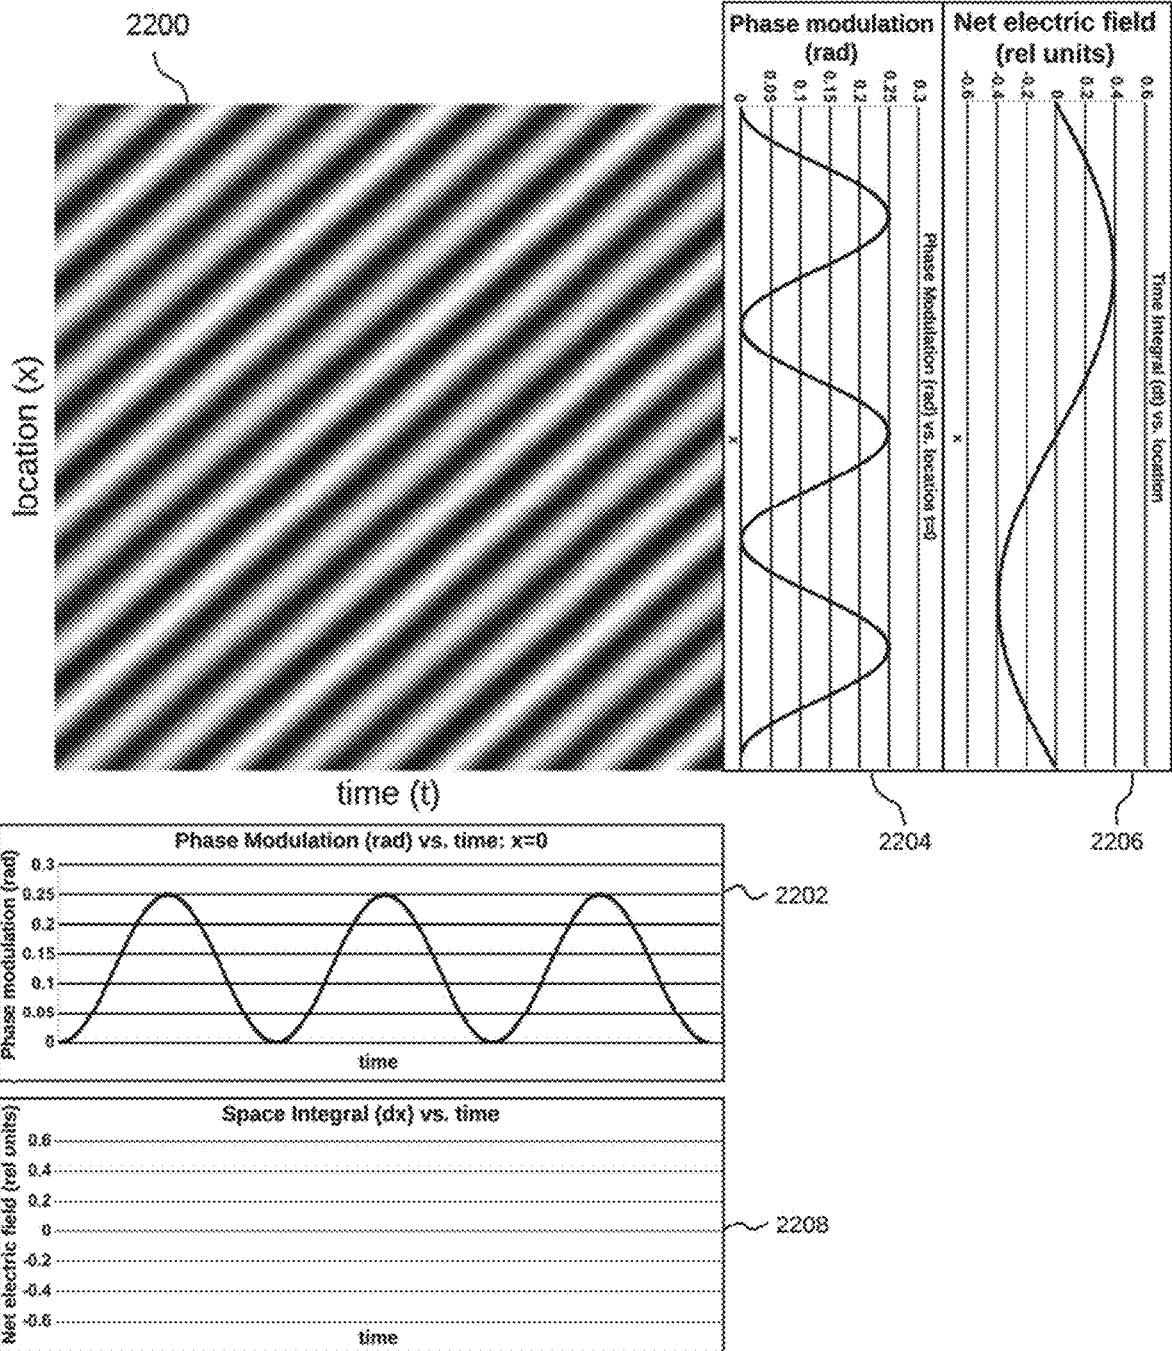 2200
Phase modulation
(rad)
0
0.05
0.1
0.15
0.2
0.25
0.3
Phase Modulation (rad) vs. location t=0
x
Net electric field
(rel units)
-0.6
-0.4
-0.2
0
0.2
0.4
0.6
Time Integral (dt) vs. location
x
location (x)
time (t)
2204
2206
Phase Modulation (rad) vs. time: x=0
Phase modulation (rad)
0.3
0.25
0.2
0.15
0.1
0.05
0
time
2202
Space Integral (dx) vs. time
Net electric field (rel units)
0.6
0.4
0.2
0
-0.2
-0.4
-0.6
time
2208